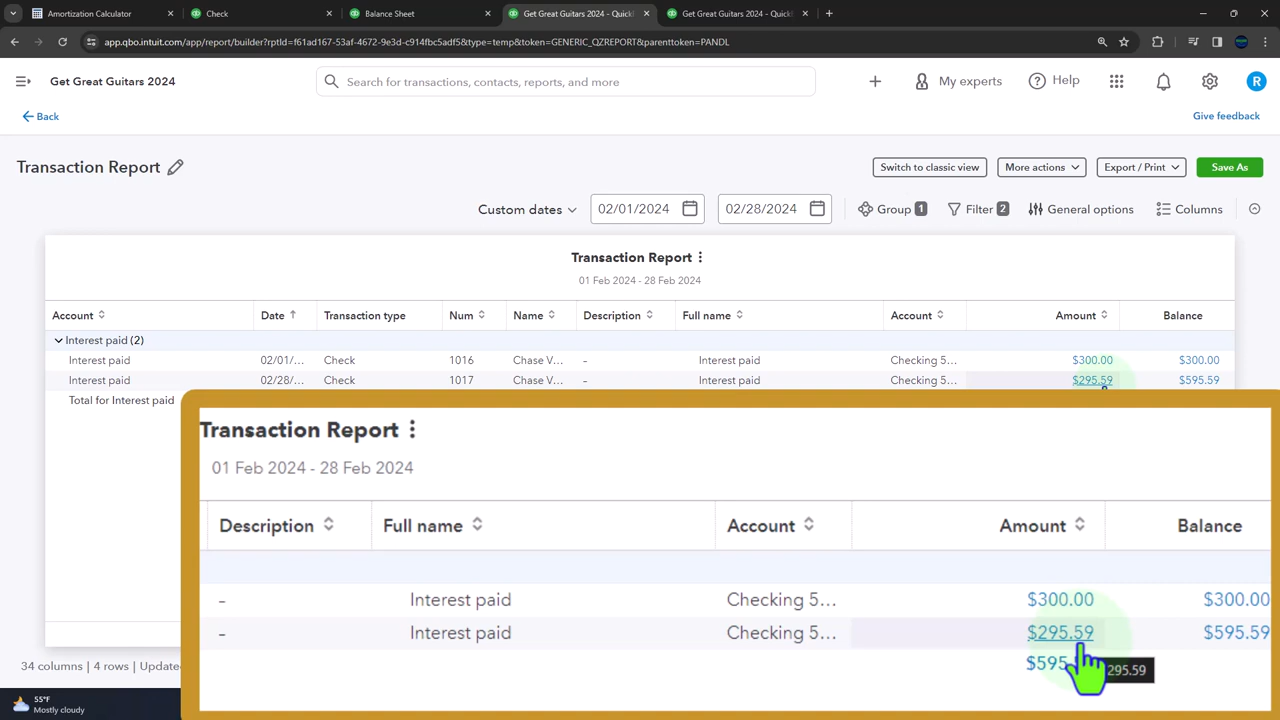 Amortization Calculator
Check
Balance Sheet
Get Great Guitars 2024 - Quick
Get Great Guitars 2024 - Quick
app.qbo.intuit.com/app/report/builder?rptId=f61ad167-53af-4672-9e3d-c914fbc5adf5&type=temp&token=GENERIC_QZREPORT&parenttoken=PANDL
Get Great Guitars 2024
Search for transactions, contacts, reports, and more
My experts
Help
R
Back
Give feedback
Transaction Report
Switch to classic view
More actions
Export / Print
Save As
Custom dates
02/01/2024
02/28/2024
Group 1
Filter 2
General options
Columns
Transaction Report
01 Feb 2024 - 28 Feb 2024
Account Date Transaction type Num Name Description Full name Account Amount Balance
Interest paid (2)
Interest paid 02/01/... Check 1016 Chase V... – Interest paid Checking 5... $300.00 $300.00
Interest paid 02/28/... Check 1017 Chase V... – Interest paid Checking 5... $295.59 $595.59
Total for Interest paid
Transaction Report
01 Feb 2024 - 28 Feb 2024
Description Full name Account Amount Balance
– Interest paid Checking 5... $300.00 $300.00
– Interest paid Checking 5... $295.59 $595.59
$595. 295.59
34 columns | 4 rows | Updated
55°F
Mostly cloudy